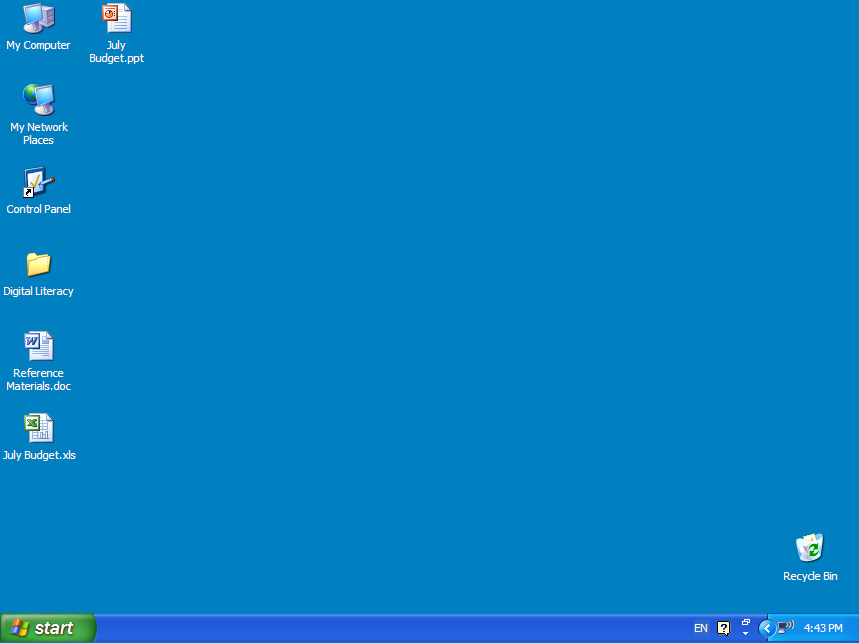 My Computer
July
Budget.ppt
My Network
Places
Control Panel
Digital Literacy
Reference
Materials.doc
July Budget.xls
Recycle Bin
start
EN
?
4:43 PM